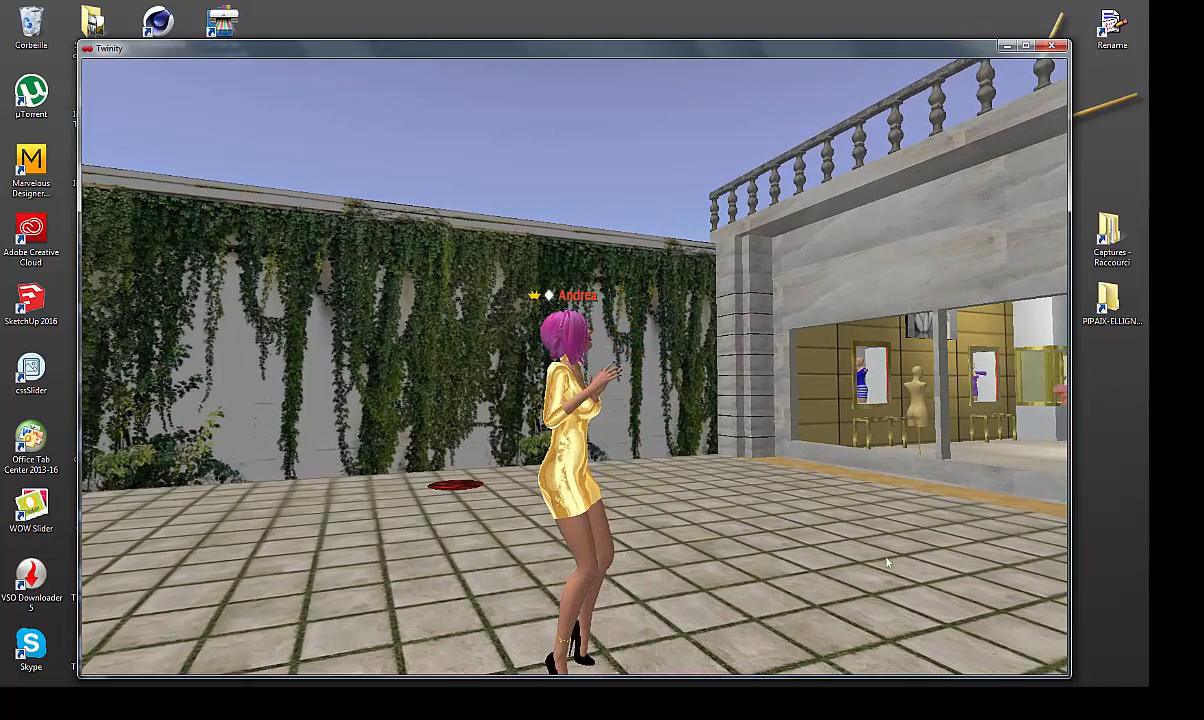 Corbeille
Rename
Twinity
µTorrent
Marvelous
Designer...
Adobe Creative
Cloud
Captures -
Raccourci
Andrea
SketchUp 2016
PIPAIX-ELLIGN...
cssSlider
Office Tab
Center 2013-16
WOW Slider
VSO Downloader
5
Skype